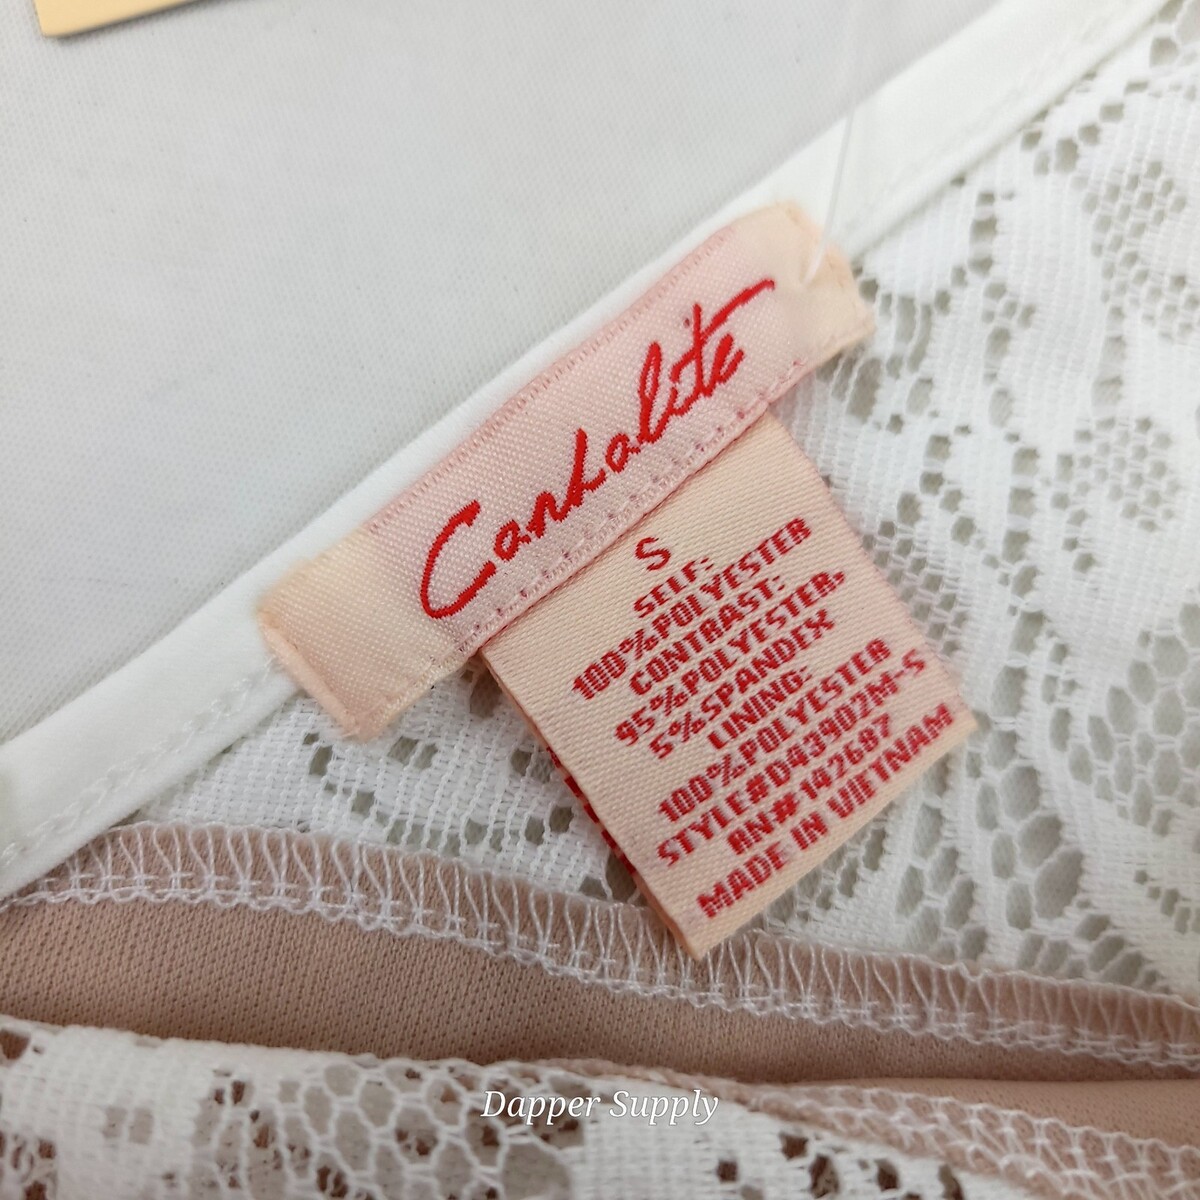 Canhalite
S
SELF:
100%POLYESTER
CONTRAST:
95%POLYESTER.
5%SPANDEX
LINING:
100%POLYESTER
STYLE#D43902M-S
RN#142687
MADE IN VIETNAM
Dapper Supply